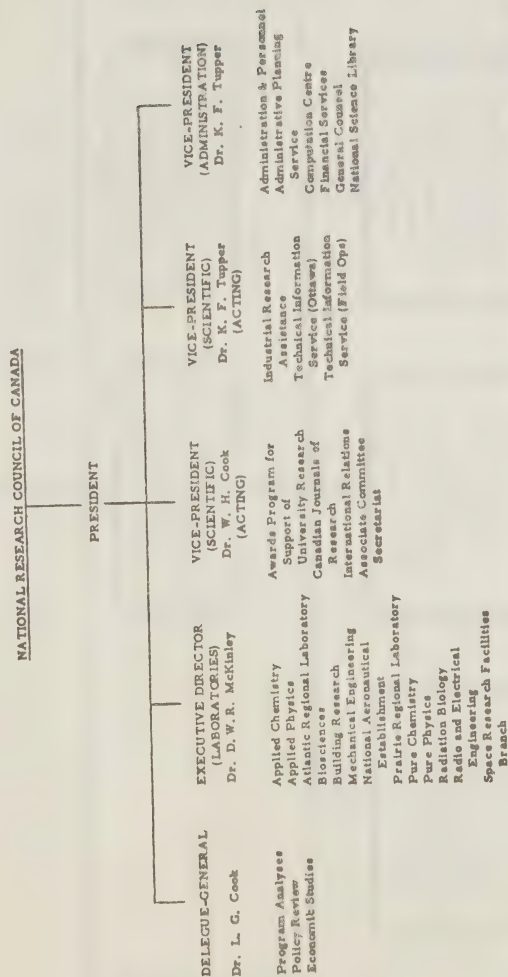 NATIONAL RESEARCH COUNCIL OF CANADA
PRESIDENT
DELEGUE-GENERAL
Dr. L. G. Cook
Program Analyses
Policy Review
Economic Studies
EXECUTIVE DIRECTOR
(LABORATORIES)
Dr. D. W. R. McKinley
Applied Chemistry
Applied Physics
Atlantic Regional Laboratory
Biosciences
Building Research
Mechanical Engineering
National Aeronautical
Establishment
Prairie Regional Laboratory
Pure Chemistry
Pure Physics
Radiation Biology
Radio and Electrical
Engineering
Space Research Facilities
Branch
VICE-PRESIDENT
(SCIENTIFIC)
Dr. W. H. Cook
(ACTING)
Awards Program for
Support of
University Research
Canadian Journals of
Research
International Relations
Associate Committee
Secretariat
VICE-PRESIDENT
(SCIENTIFIC)
Dr. K. F. Tupper
(ACTING)
Industrial Research
Assistance
Technical Information
Service (Ottawa)
Technical Information
Service (Field Ops)
VICE-PRESIDENT
(ADMINISTRATION)
Dr. K. F. Tupper
Administration & Personnel
Administrative Planning
Service
Computation Centre
Financial Services
General Counsel
National Science Library